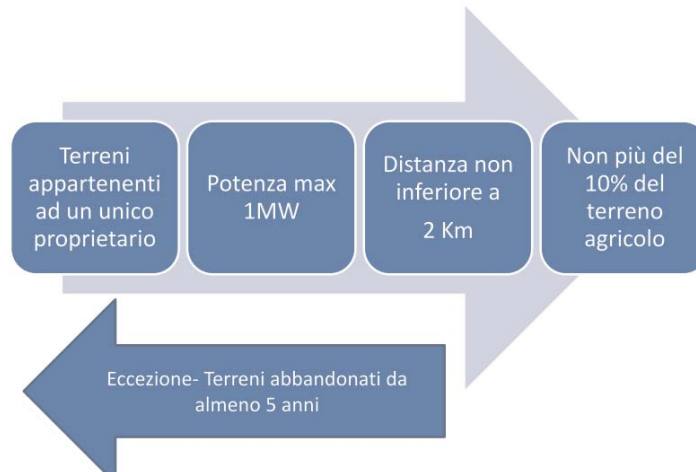 Terreni
appartenenti
ad un unico
proprietario
Potenza max
1MW
Distanza non
inferiore a
2 Km
Non più del
10% del
terreno
agricolo
Eccezione- Terreni abbandonati da
almeno 5 anni